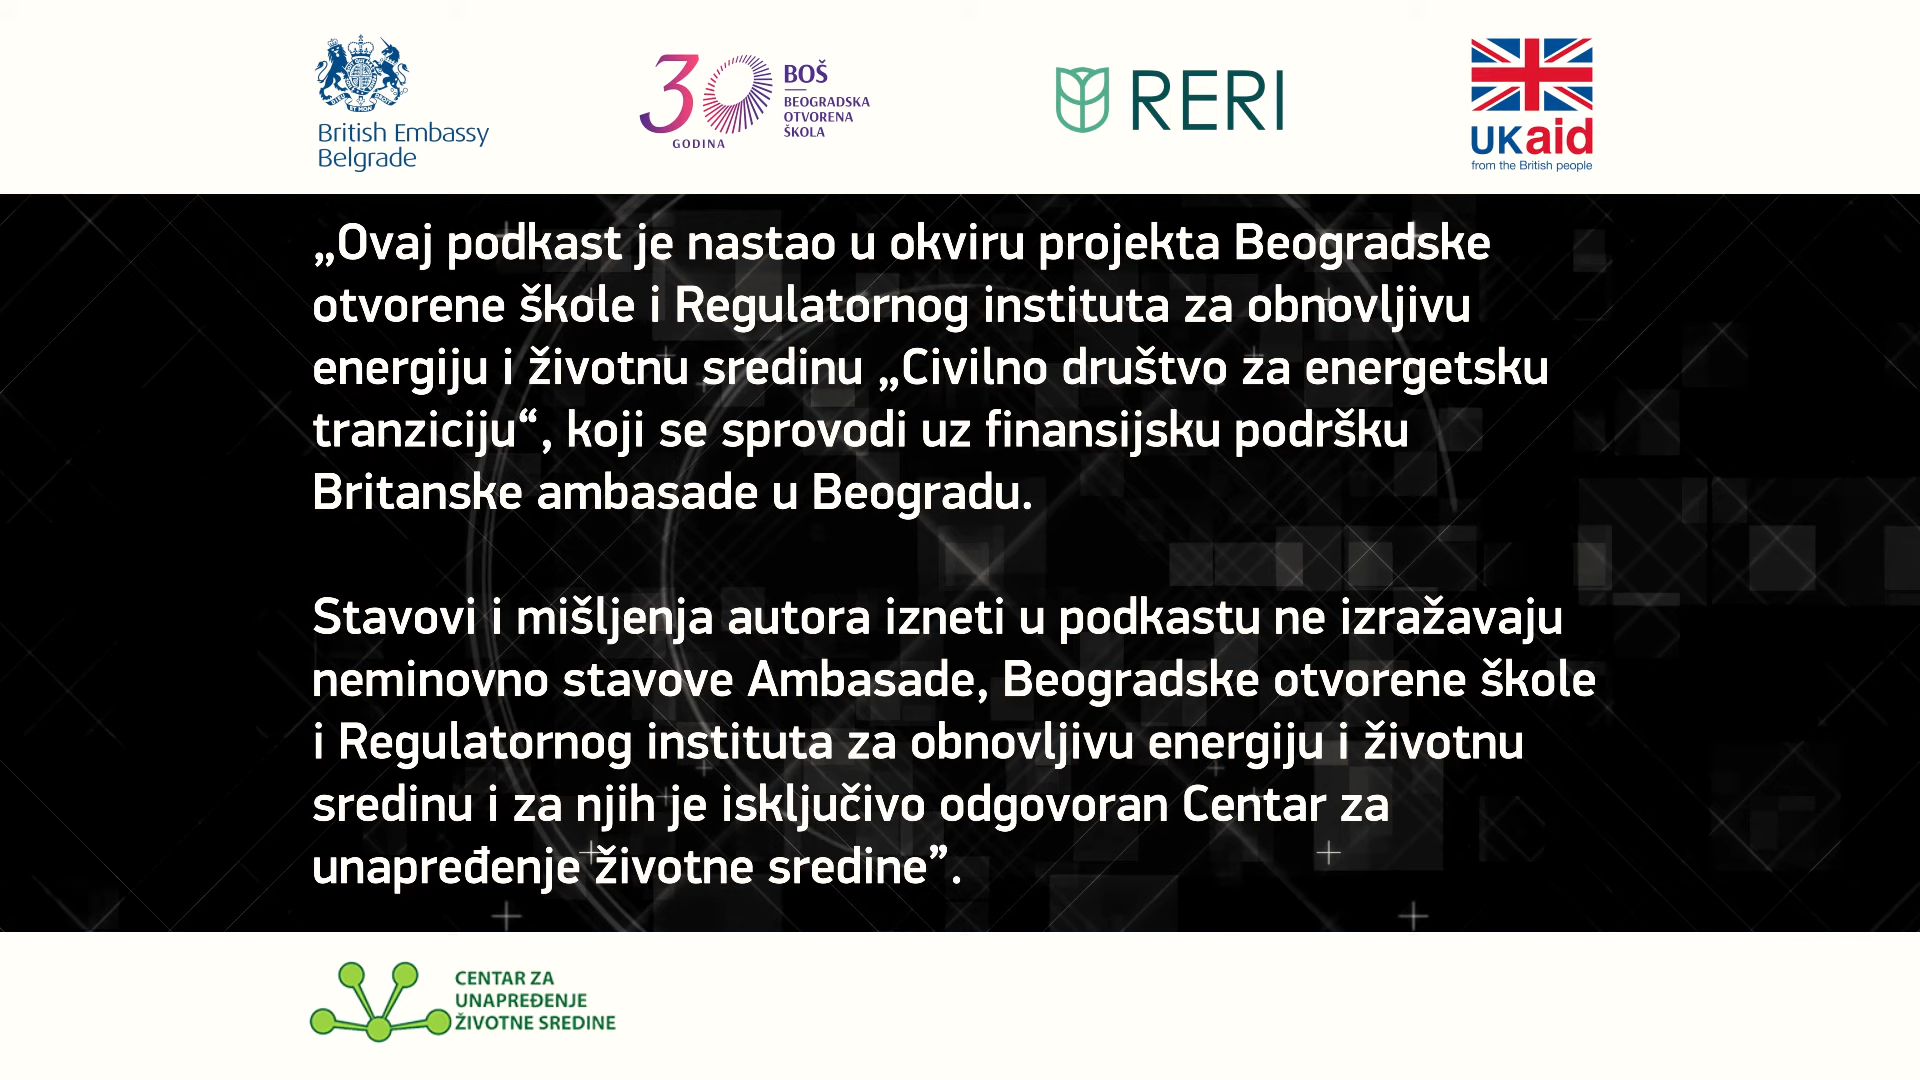 British Embassy
Belgrade
30
GODINA
BOŠ
BEOGRADSKA
OTVORENA
ŠKOLA
RERI
UKaid
from the British people
„Ovaj podkast je nastao u okviru projekta Beogradske
otvorene škole i Regulatornog instituta za obnovljivu
energiju i životnu sredinu „Civilno društvo za energetsku
tranziciju“, koji se sprovodi uz finansijsku podršku
Britanske ambasade u Beogradu.
Stavovi i mišljenja autora izneti u podkastu ne izražavaju
neminovno stavove Ambasade, Beogradske otvorene škole
i Regulatornog instituta za obnovljivu energiju i životnu
sredinu i za njih je isključivo odgovoran Centar za
unapređenje životne sredine”.
CENTAR ZA
UNAPREĐENJE
ŽIVOTNE SREDINE